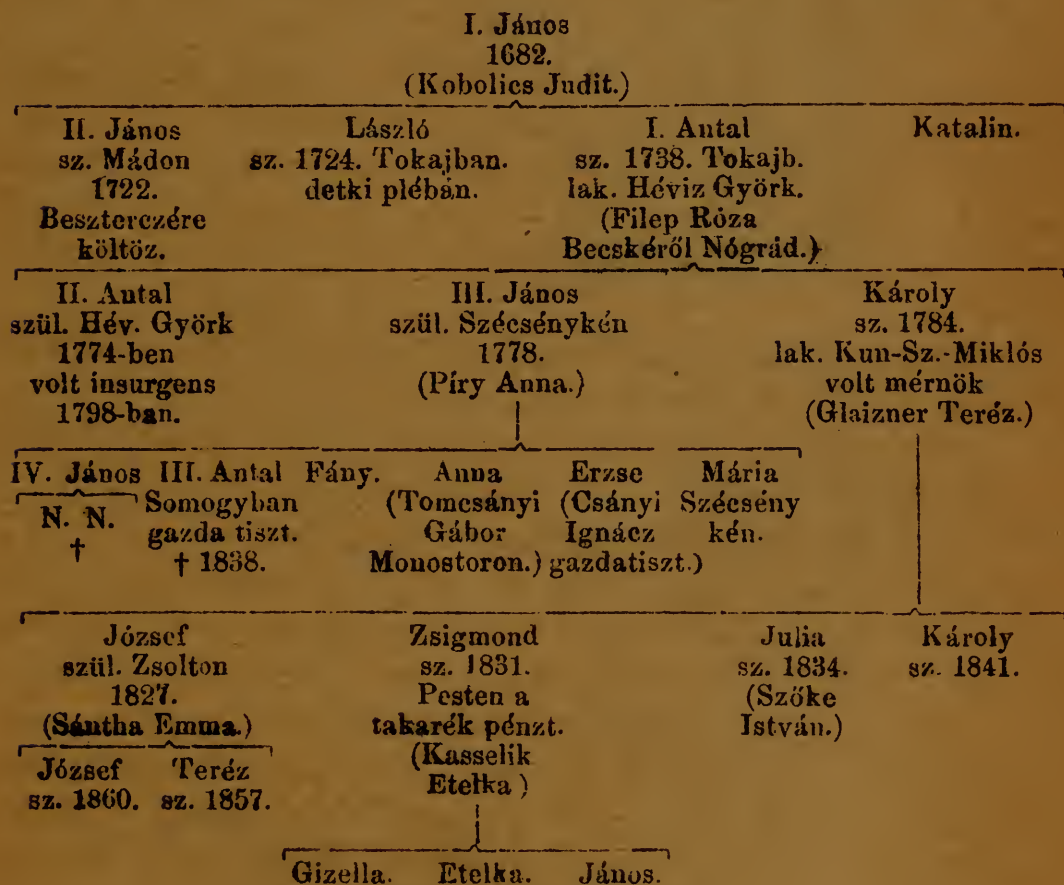 I. János
1682.
(Kobolics Judit.)
II. János
sz. Mádon
1722.
Beszterczére
költöz.
László
sz. 1724. Tokajban.
detki plébán.
I. Antal
sz. 1738. Tokajb.
lak. Héviz Györk.
(Filep Róza
Becskéről Nógrád.)
Katalin.
II. Antal
szül. Hév. Györk
1774-ben
volt insurgens
1798-ban.
III. János
szül. Szécsénykén
1778.
(Píry Anna.)
Károly
sz. 1784.
lak. Kun-Sz.-Miklós
volt mérnök
(Glaizner Teréz.)
IV. János
N. N.
†
III. Antal
Somogyban
gazda tiszt.
† 1838.
Fány.
Anna
(Tomcsányi
Gábor
Monostoron.)
Erzse
(Csányi
Ignácz
gazdatiszt.)
Mária
Szécsény
kén.
József
szül. Zsolton
1827.
(Sántha Emma.)
Zsigmond
sz. 1831.
Pesten a
takarék pénzt.
(Kasselik
Etelka)
Julia
sz. 1834.
(Szőke
István.)
Károly
sz. 1841.
József
sz. 1860.
Teréz
sz. 1857.
Gizella. Etelka. János.